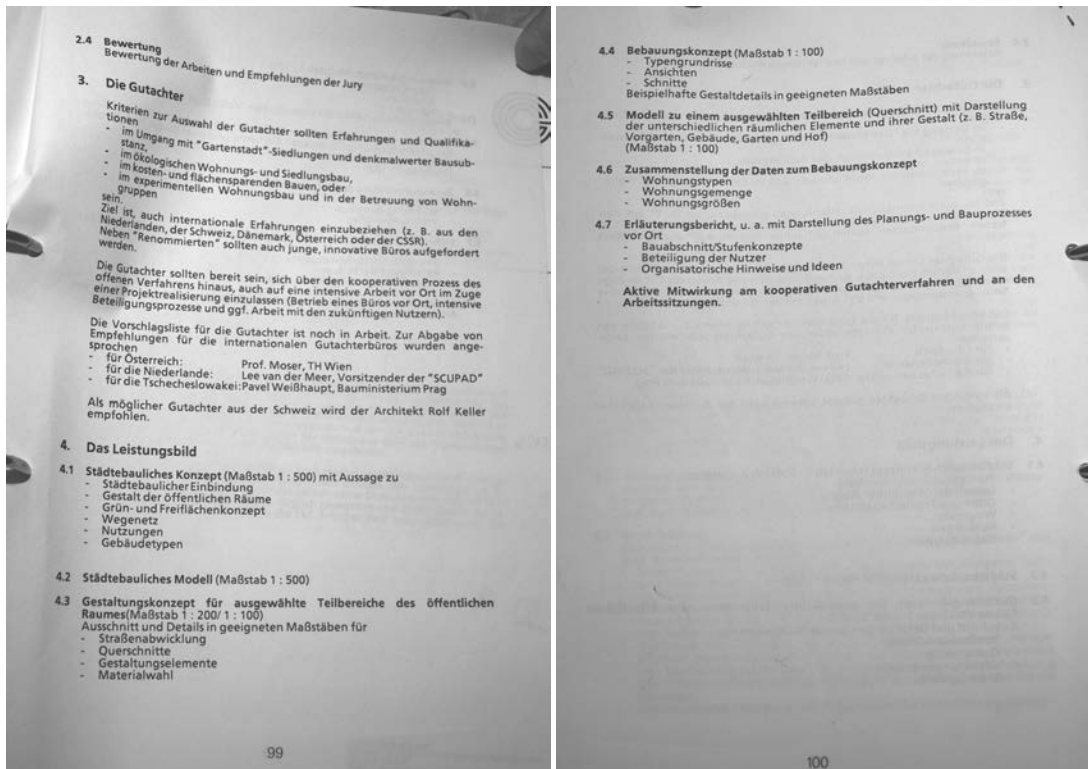 2.4 Bewertung
Bewertung der Arbeiten und Empfehlungen der Jury
3. Die Gutachter
Kriterien zur Auswahl der Gutachter sollten Erfahrungen und Qualifika-
tionen
- im Umgang mit "Gartenstadt"-Siedlungen und denkmalwerter Bausub-
stanz,
- im ökologischen Wohnungs- und Siedlungsbau,
- im kosten- und flächensparenden Bauen, oder
- im experimentellen Wohnungsbau und in der Betreuung von Wohn-
gruppen
sein.
Ziel ist, auch internationale Erfahrungen einzubeziehen (z. B. aus den
Niederlanden, der Schweiz, Dänemark, Österreich oder der CSSR).
Neben "Renommierten" sollten auch junge, innovative Büros aufgefordert
werden.
Die Gutachter sollten bereit sein, sich über den kooperativen Prozess des
offenen Verfahrens hinaus, auch auf eine intensive Arbeit vor Ort im Zuge
einer Projektrealisierung einzulassen (Betrieb eines Büros vor Ort, intensive
Beteiligungsprozesse und ggf. Arbeit mit den zukünftigen Nutzern).
Die Vorschlagsliste für die Gutachter ist noch in Arbeit. Zur Abgabe von
Empfehlungen für die internationalen Gutachterbüros wurden ange-
sprochen
- für Österreich: Prof. Moser, TH Wien
- für die Niederlande: Lee van der Meer, Vorsitzender der "SCUPAD"
- für die Tschecheslowakei: Pavel Weißhaupt, Bauministerium Prag
Als möglicher Gutachter aus der Schweiz wird der Architekt Rolf Keller
empfohlen.
4. Das Leistungsbild
4.1 Städtebauliches Konzept (Maßstab 1 : 500) mit Aussage zu
- Städtebaulicher Einbindung
- Gestalt der öffentlichen Räume
- Grün- und Freiflächenkonzept
- Wegenetz
- Nutzungen
- Gebäudetypen
4.2 Städtebauliches Modell (Maßstab 1 : 500)
4.3 Gestaltungskonzept für ausgewählte Teilbereiche des öffentlichen
Raumes(Maßstab 1 : 200/ 1 : 100)
Ausschnitt und Details in geeigneten Maßstäben für
- Straßenabwicklung
- Querschnitte
- Gestaltungselemente
- Materialwahl
99
4.4 Bebauungskonzept (Maßstab 1 : 100)
- Typengrundrisse
- Ansichten
- Schnitte
Beispielhafte Gestaltdetails in geeigneten Maßstäben
4.5 Modell zu einem ausgewählten Teilbereich (Querschnitt) mit Darstellung
der unterschiedlichen räumlichen Elemente und ihrer Gestalt (z. B. Straße,
Vorgarten, Gebäude, Garten und Hof)
(Maßstab 1 : 100)
4.6 Zusammenstellung der Daten zum Bebauungskonzept
- Wohnungstypen
- Wohnungsgemenge
- Wohnungsgrößen
4.7 Erläuterungsbericht, u. a. mit Darstellung des Planungs- und Bauprozesses
vor Ort
- Bauabschnitt/Stufenkonzepte
- Beteiligung der Nutzer
- Organisatorische Hinweise und Ideen
Aktive Mitwirkung am kooperativen Gutachterverfahren und an den
Arbeitssitzungen.
100